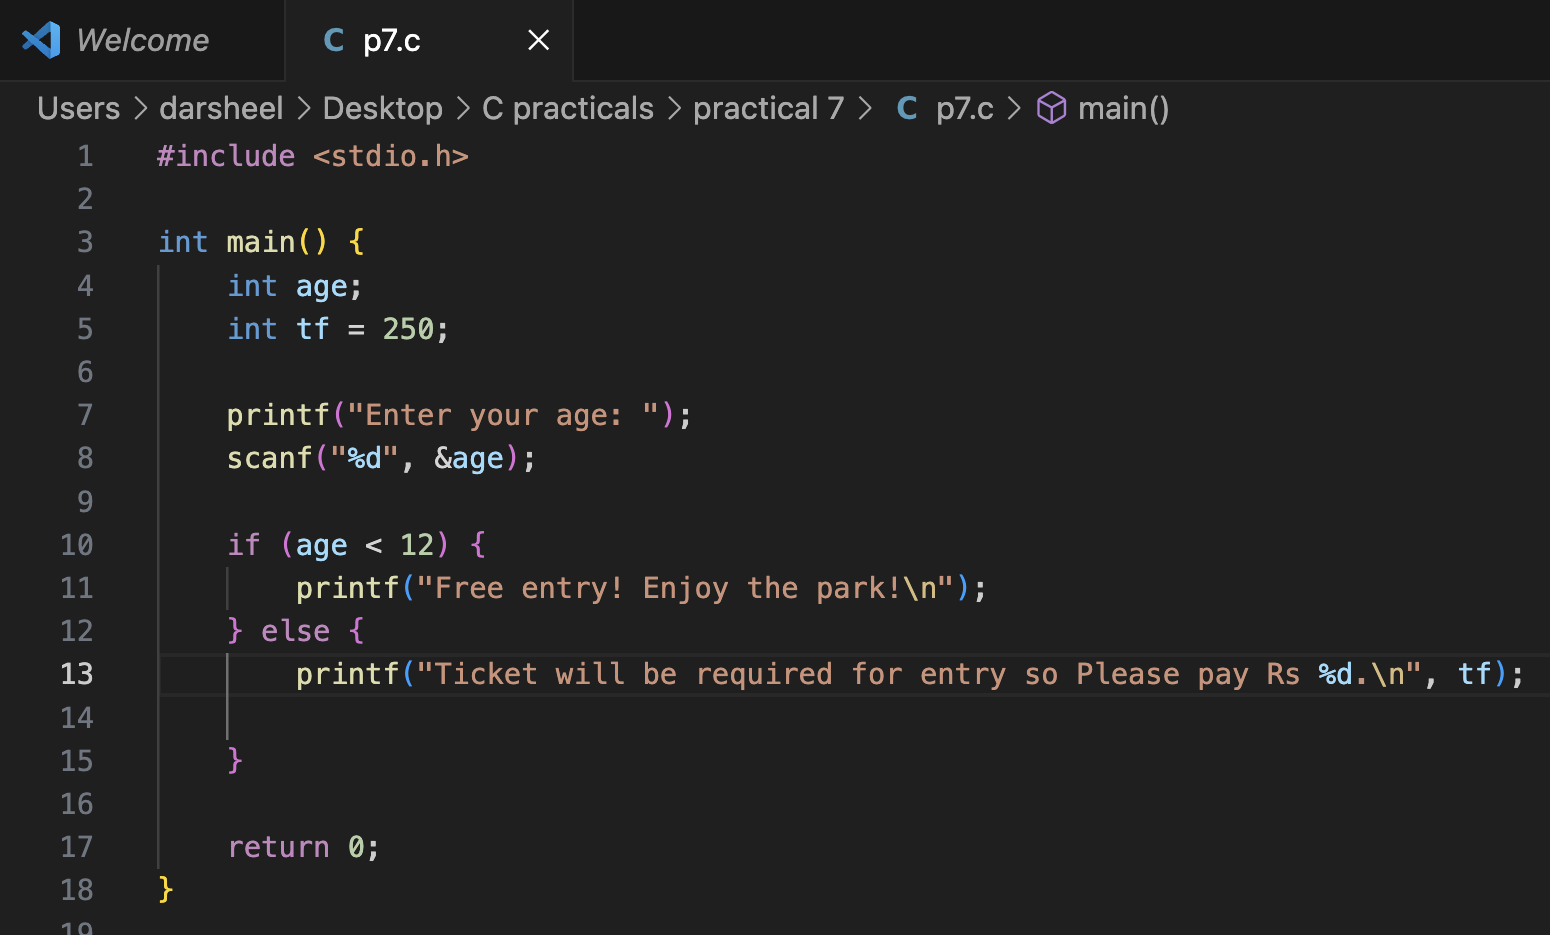 Welcome
C p7.c
Users > darsheel > Desktop > C practicals > practical 7 > C p7.c > main()
1 #include <stdio.h>
2
3 int main() {
4     int age;
5     int tf = 250;
6
7     printf("Enter your age: ");
8     scanf("%d", &age);
9
10     if (age < 12) {
11         printf("Free entry! Enjoy the park!\n");
12     } else {
13         printf("Ticket will be required for entry so Please pay Rs %d.\n", tf);
14
15     }
16
17     return 0;
18 }
19